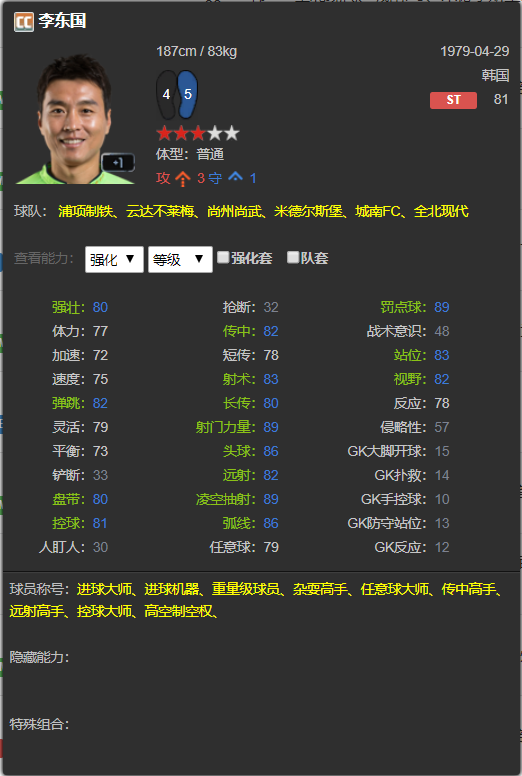 CC 李东国
187cm / 83kg 1979-04-29
韩国
4 5 ST 81
体型：普通
+1
攻 3 守 1
球队： 浦项制铁、云达不莱梅、尚州尚武、米德尔斯堡、城南FC、全北现代
查看能力： 强化 ▼ 等级 ▼ 强化套 队套
强壮：80 抢断：32 罚点球：89
体力：77 传中：82 战术意识：48
加速：72 短传：78 站位：83
速度：75 射术：83 视野：82
弹跳：82 长传：80 反应：78
灵活：79 射门力量：89 侵略性：57
平衡：73 头球：86 GK大脚开球：15
铲断：33 远射：82 GK扑救：14
盘带：80 凌空抽射：89 GK手控球：10
控球：81 弧线：86 GK防守站位：13
人盯人：30 任意球：79 GK反应：12
球员称号：进球大师、进球机器、重量级球员、杂耍高手、任意球大师、传中高手、
远射高手、控球大师、高空制空权、
隐藏能力：
特殊组合：